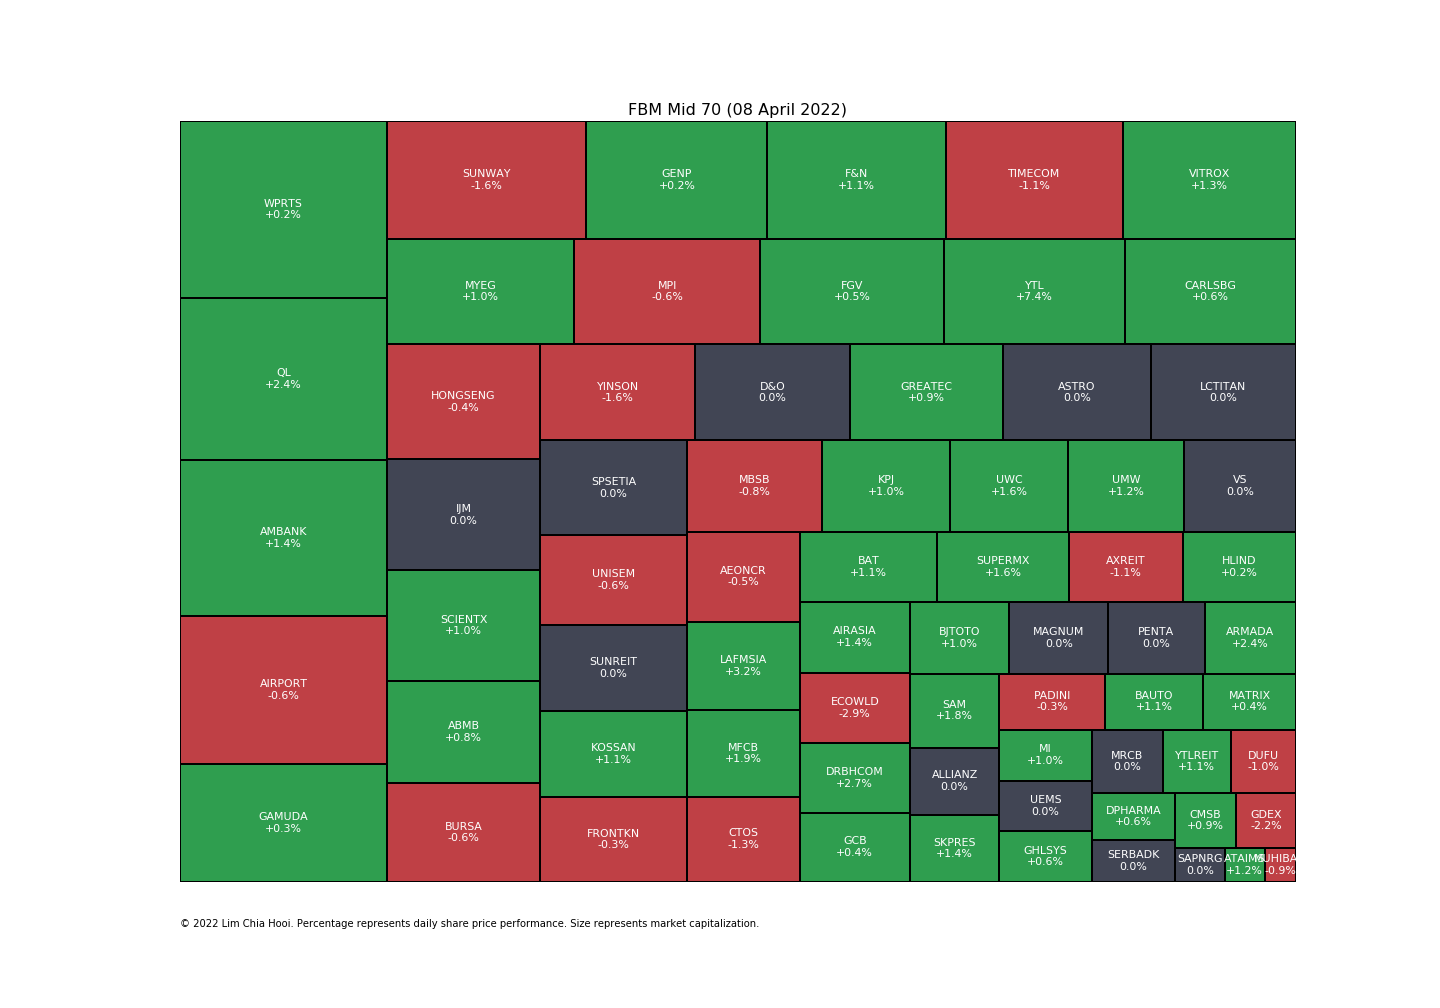 FBM Mid 70 (08 April 2022)
WPRTS
+0.2%
QL
+2.4%
AMBANK
+1.4%
AIRPORT
-0.6%
GAMUDA
+0.3%
SUNWAY
-1.6%
GENP
+0.2%
F&N
+1.1%
TIMECOM
-1.1%
VITROX
+1.3%
MYEG
+1.0%
MPI
-0.6%
FGV
+0.5%
YTL
+7.4%
CARLSBG
+0.6%
HONGSENG
-0.4%
IJM
0.0%
SCIENTX
+1.0%
ABMB
+0.8%
BURSA
-0.6%
YINSON
-1.6%
D&O
0.0%
GREATEC
+0.9%
ASTRO
0.0%
LCTITAN
0.0%
SPSETIA
0.0%
UNISEM
-0.6%
SUNREIT
0.0%
KOSSAN
+1.1%
FRONTKN
-0.3%
MBSB
-0.8%
KPJ
+1.0%
UWC
+1.6%
UMW
+1.2%
VS
0.0%
AEONCR
-0.5%
LAFMSIA
+3.2%
MFCB
+1.9%
CTOS
-1.3%
BAT
+1.1%
SUPERMX
+1.6%
AXREIT
-1.1%
HLIND
+0.2%
AIRASIA
+1.4%
ECOWLD
-2.9%
DRBHCOM
+2.7%
GCB
+0.4%
BJTOTO
+1.0%
MAGNUM
0.0%
PENTA
0.0%
ARMADA
+2.4%
SAM
+1.8%
ALLIANZ
0.0%
SKPRES
+1.4%
PADINI
-0.3%
BAUTO
+1.1%
MATRIX
+0.4%
MI
+1.0%
UEMS
0.0%
GHLSYS
+0.6%
MRCB
0.0%
YTLREIT
+1.1%
DUFU
-1.0%
DPHARMA
+0.6%
SERBADK
0.0%
CMSB
+0.9%
GDEX
-2.2%
SAPNRG
0.0%
ATAIMS
+1.2%
MUHIBAH
-0.9%
© 2022 Lim Chia Hooi. Percentage represents daily share price performance. Size represents market capitalization.